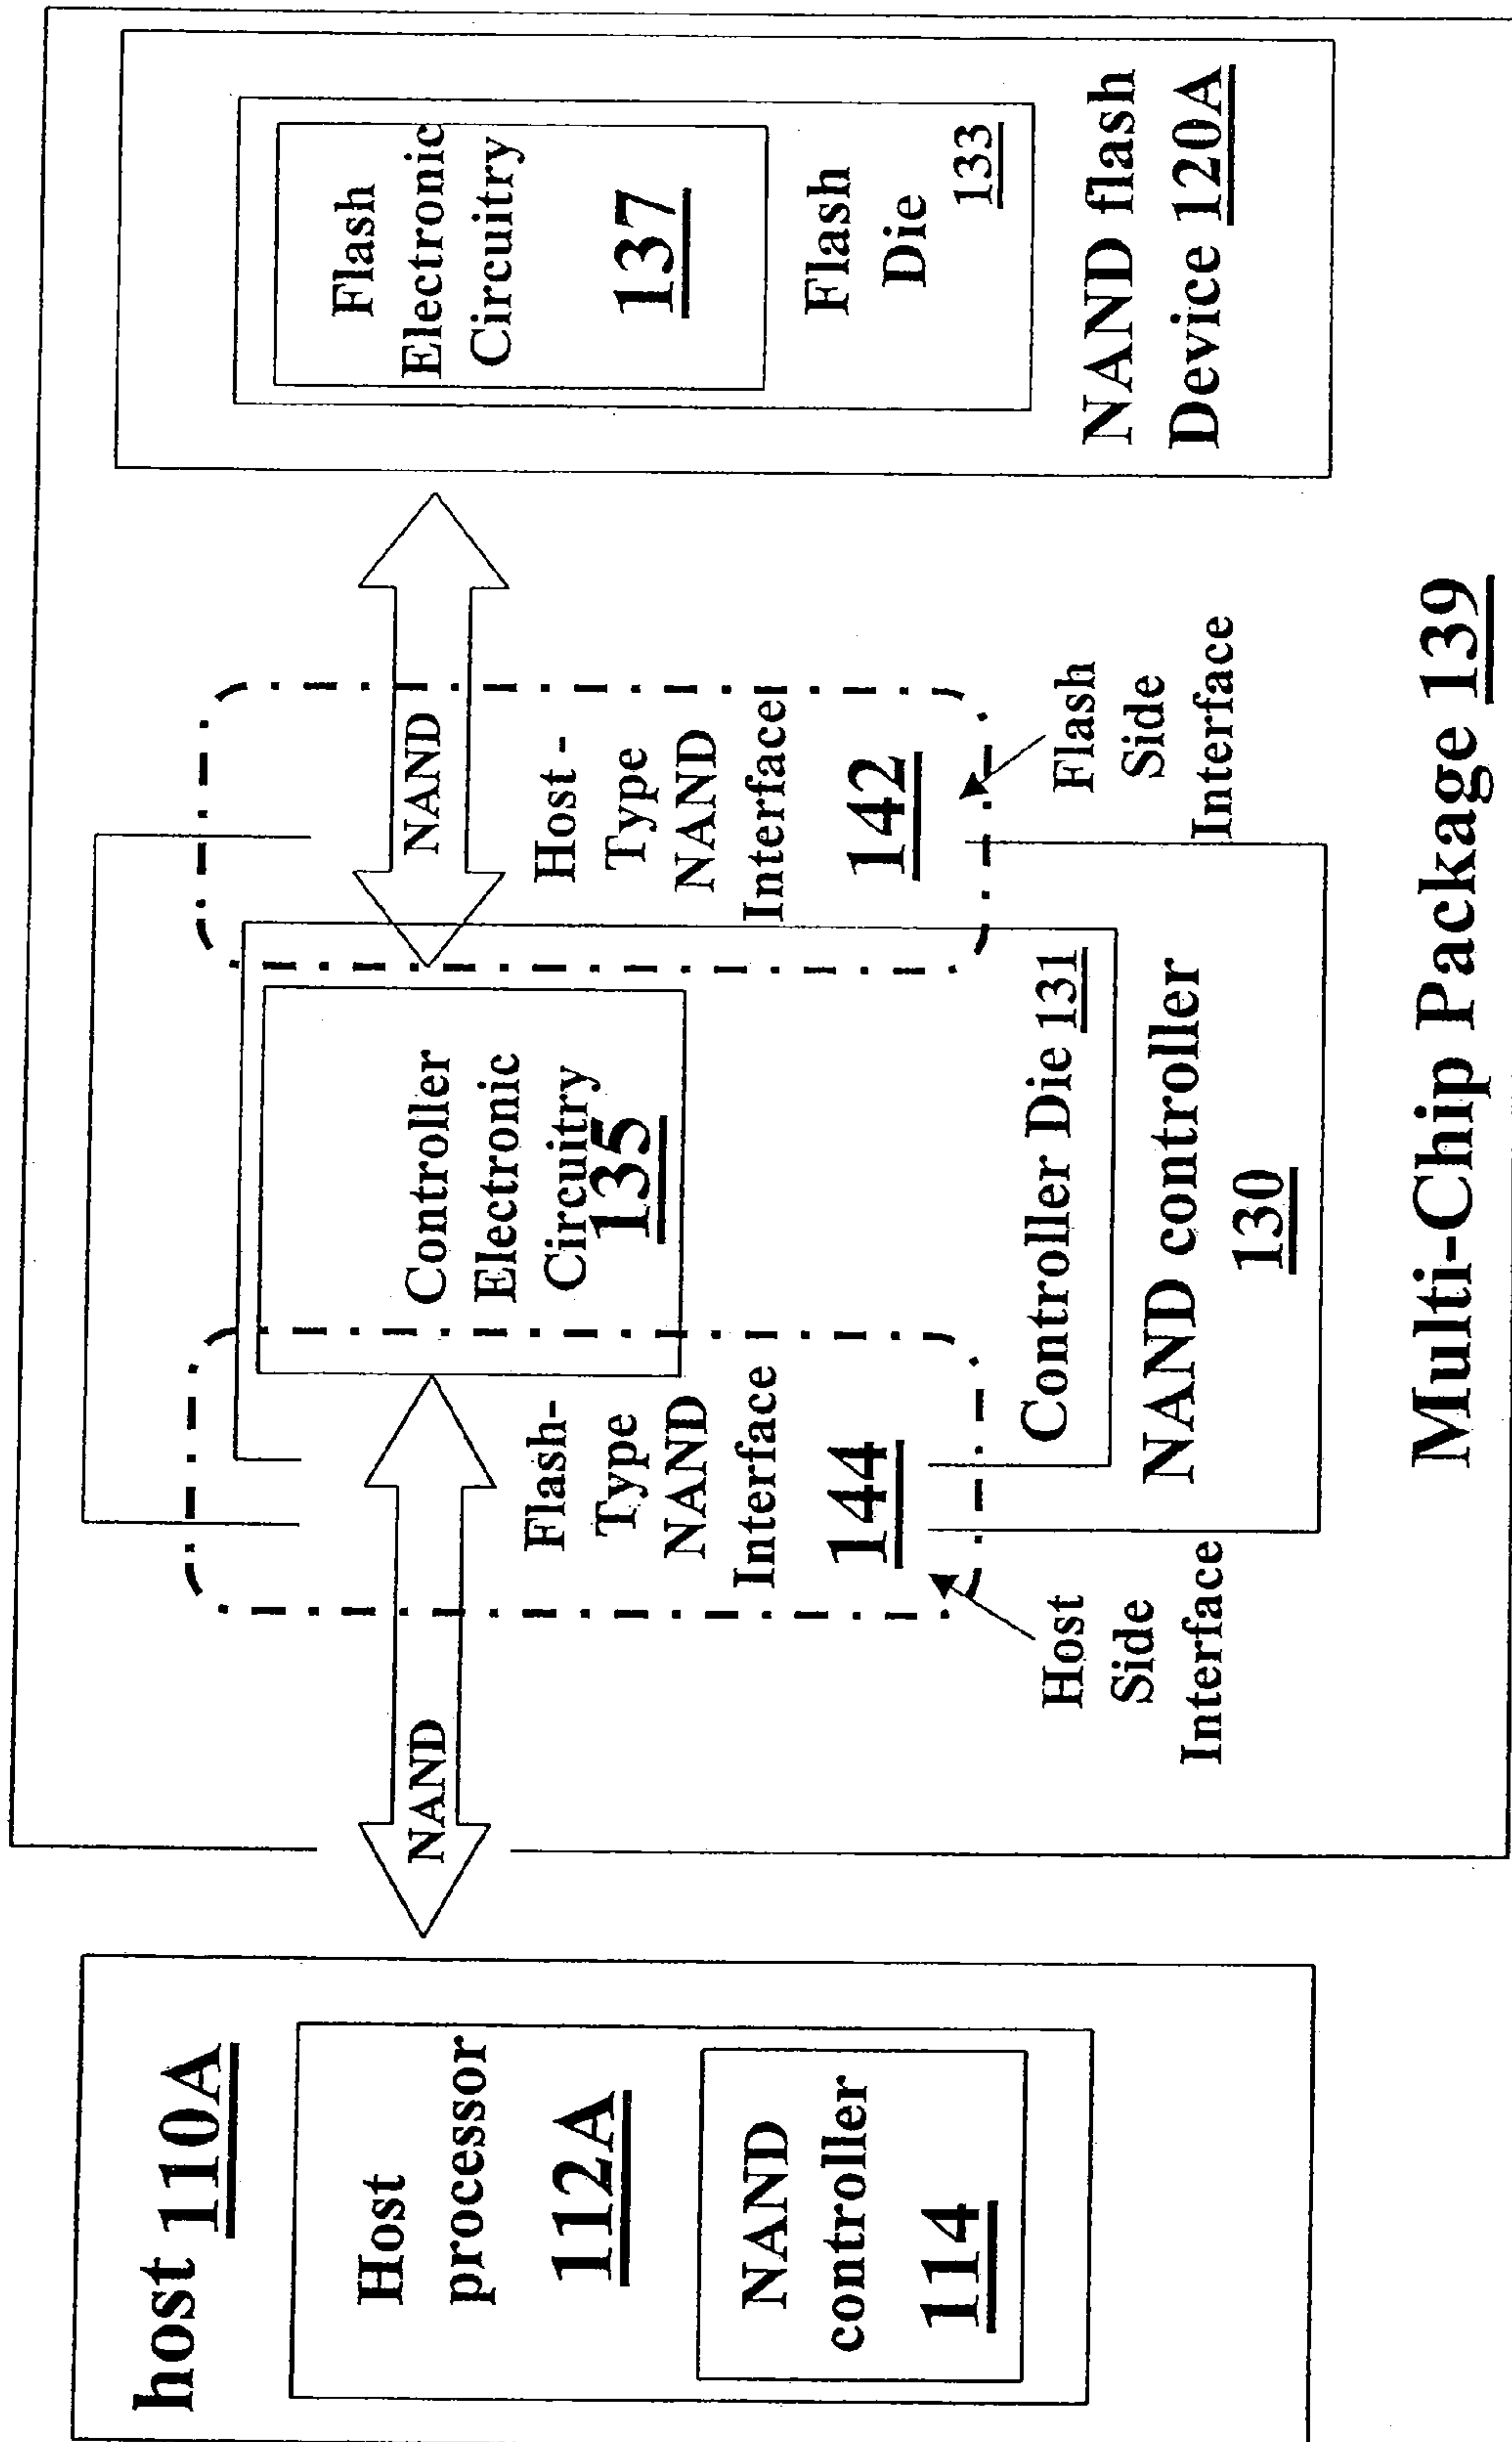 host 110A
Host
processor
112A
NAND
controller
114
NAND
Flash-
Type
NAND
Interface
144
Host
Side
Interface
Controller
Electronic
Circuitry
135
Controller Die 131
NAND controller
130
NAND
Host -
Type
NAND
Interface
142
Flash
Side
Interface
Flash
Electronic
Circuitry
137
Flash
Die
133
NAND flash
Device 120A
Multi-Chip Package 139